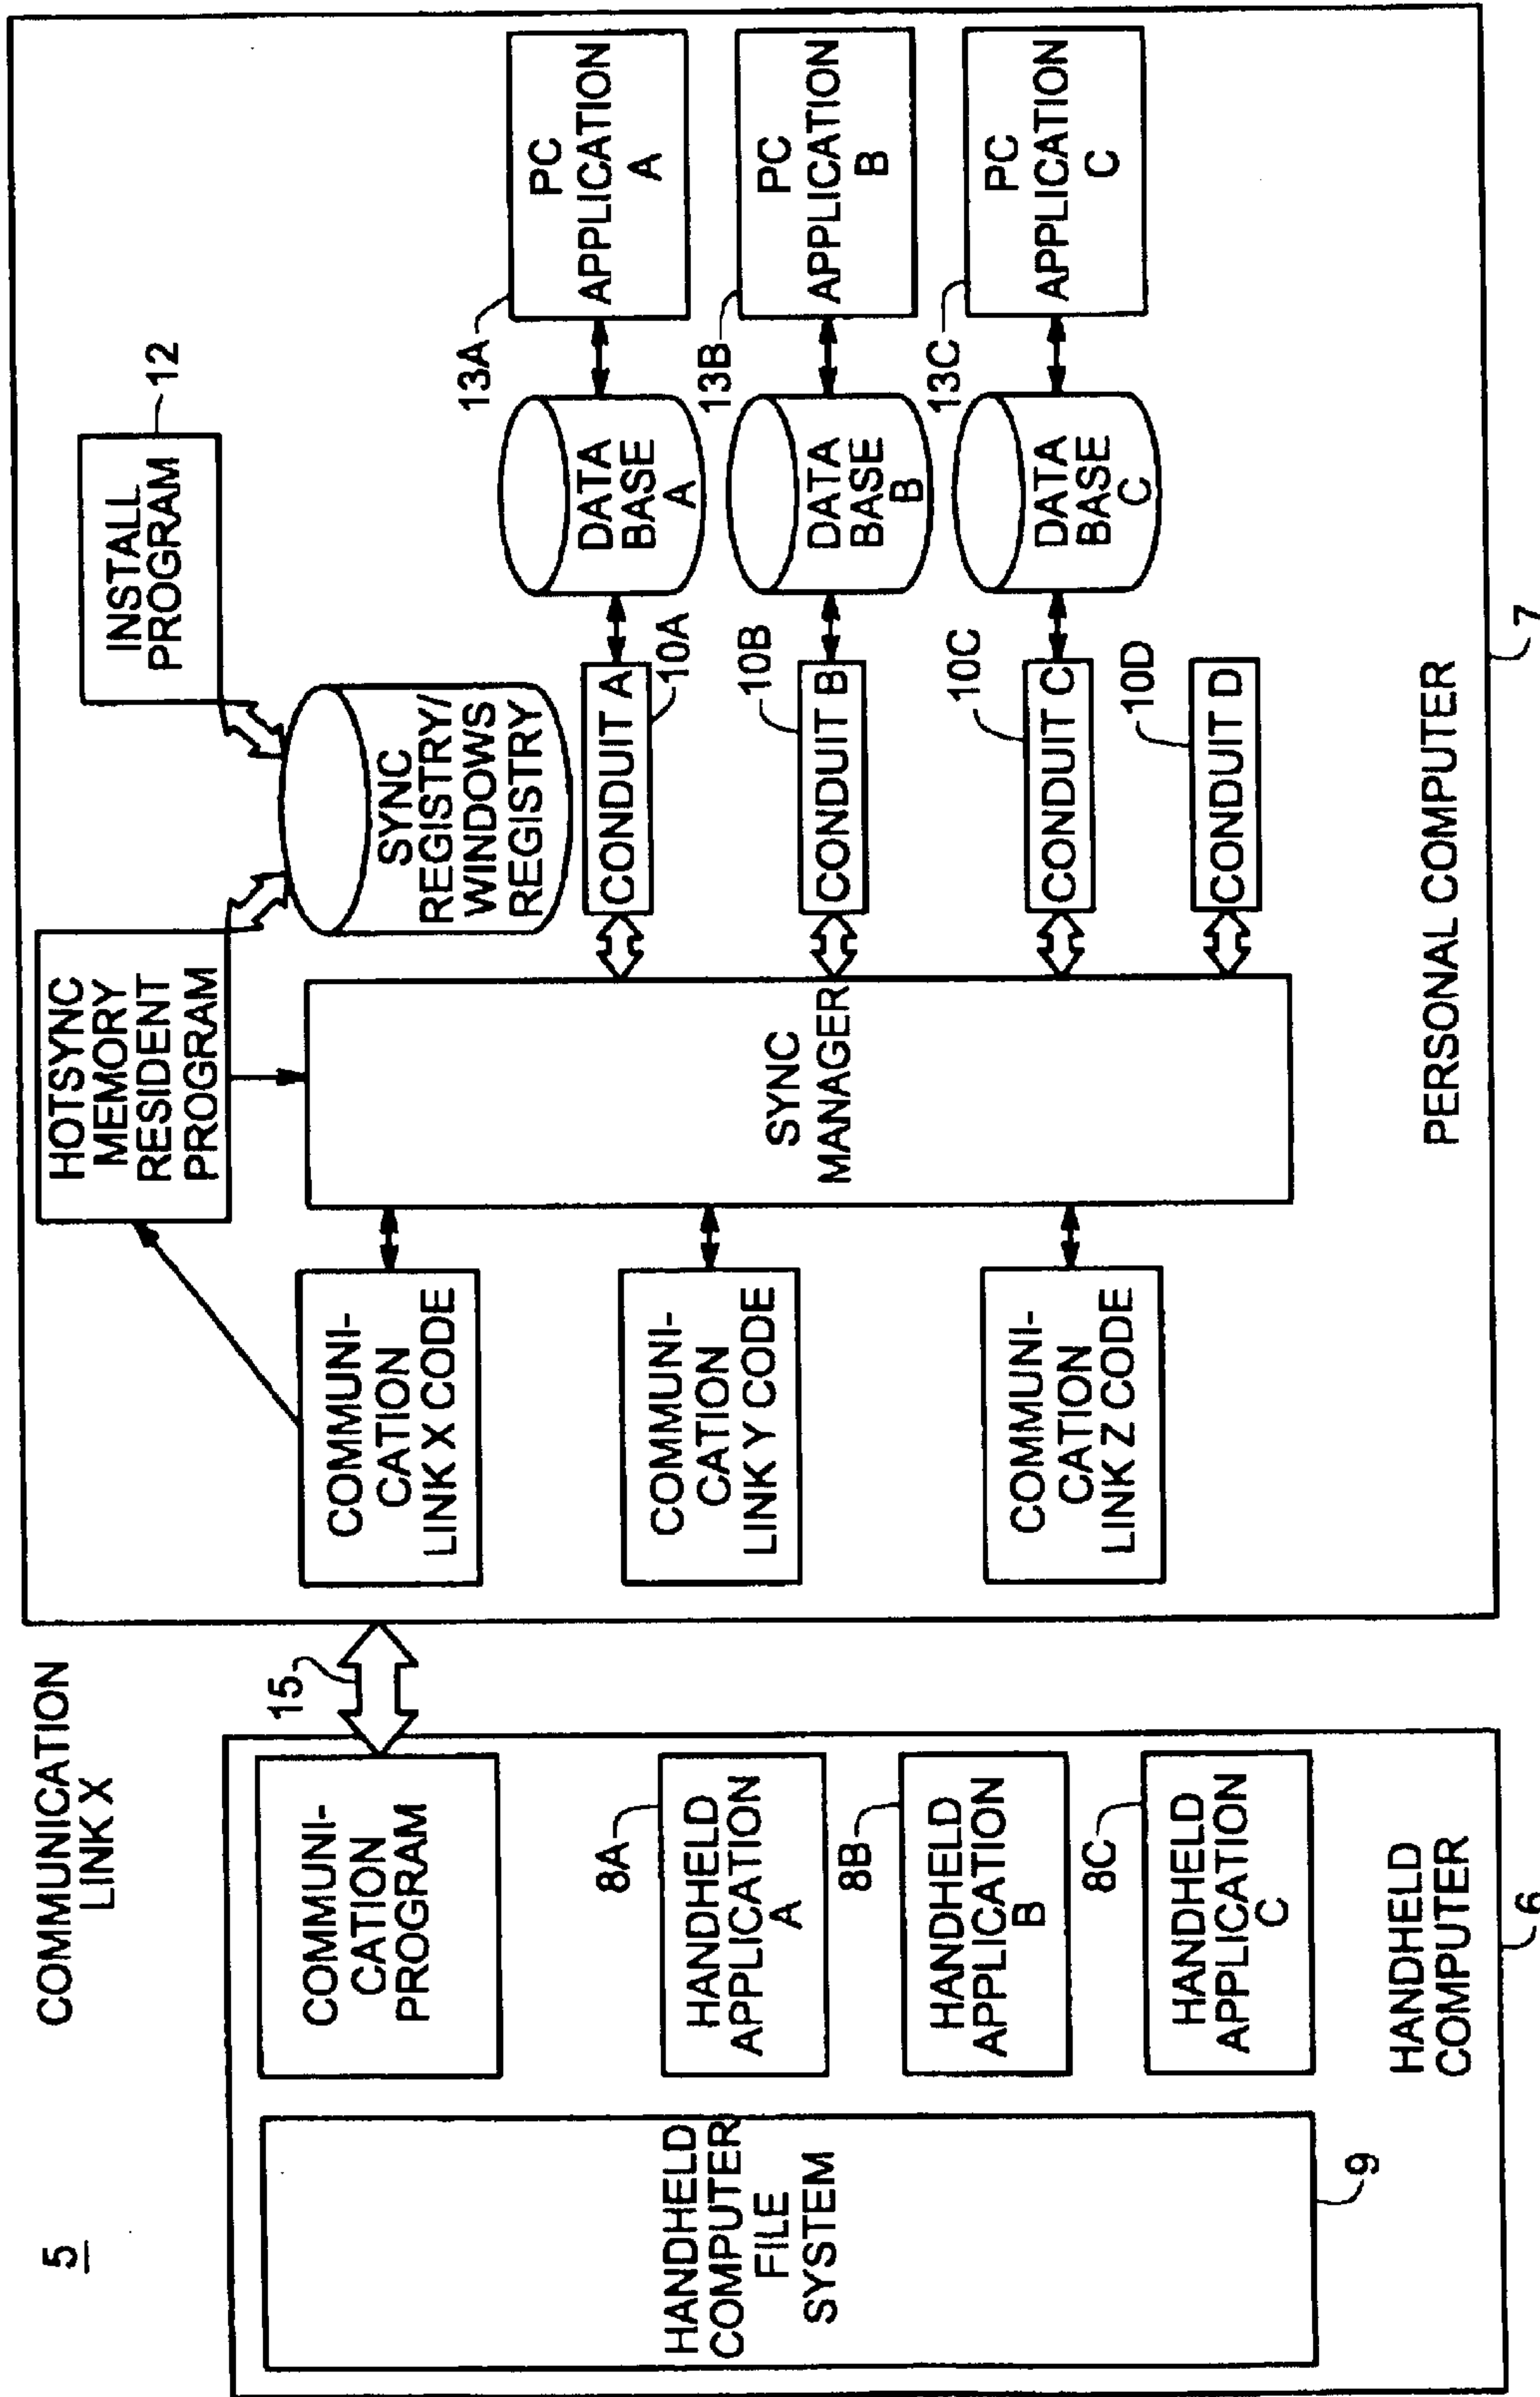 5
COMMUNICATION
LINK X
15
HANDHELD
COMPUTER
FILE
SYSTEM
9
COMMUNI-
CATION
PROGRAM
8A
HANDHELD
APPLICATION
A
8B
HANDHELD
APPLICATION
B
8C
HANDHELD
APPLICATION
C
HANDHELD
COMPUTER
6
HOTSYNC
MEMORY
RESIDENT
PROGRAM
INSTALL
PROGRAM
12
SYNC
REGISTRY/
WINDOWS
REGISTRY
COMMUNI-
CATION
LINK X CODE
COMMUNI-
CATION
LINK Y CODE
COMMUNI-
CATION
LINK Z CODE
SYNC
MANAGER
CONDUIT A
10A
10B
CONDUIT B
10C
CONDUIT C
10D
CONDUIT D
DATA
BASE
A
DATA
BASE
B
DATA
BASE
C
13A
PC
APPLICATION
A
13B
PC
APPLICATION
B
13C
PC
APPLICATION
C
PERSONAL COMPUTER
7